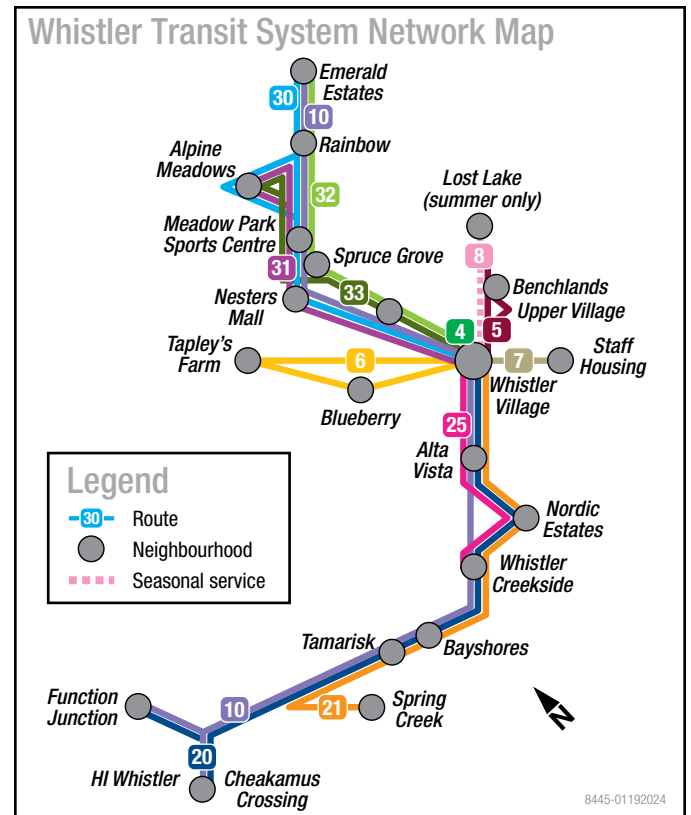 Whistler Transit System Network Map
Emerald
Estates
30
10
Rainbow
Alpine
Meadows
Lost Lake
(summer only)
32
Meadow Park
Sports Centre
8
Spruce Grove
31
Benchlands
33
Nesters
Mall
Upper Village
4
5
Tapley's
Farm
6
7
Staff
Housing
Whistler
Village
Blueberry
25
Alta
Vista
Legend
30 Route
Neighbourhood
Seasonal service
Nordic
Estates
Whistler
Creekside
Tamarisk
Bayshores
Function
Junction
10
21
Spring
Creek
N
20
HI Whistler
Cheakamus
Crossing
8445-01192024